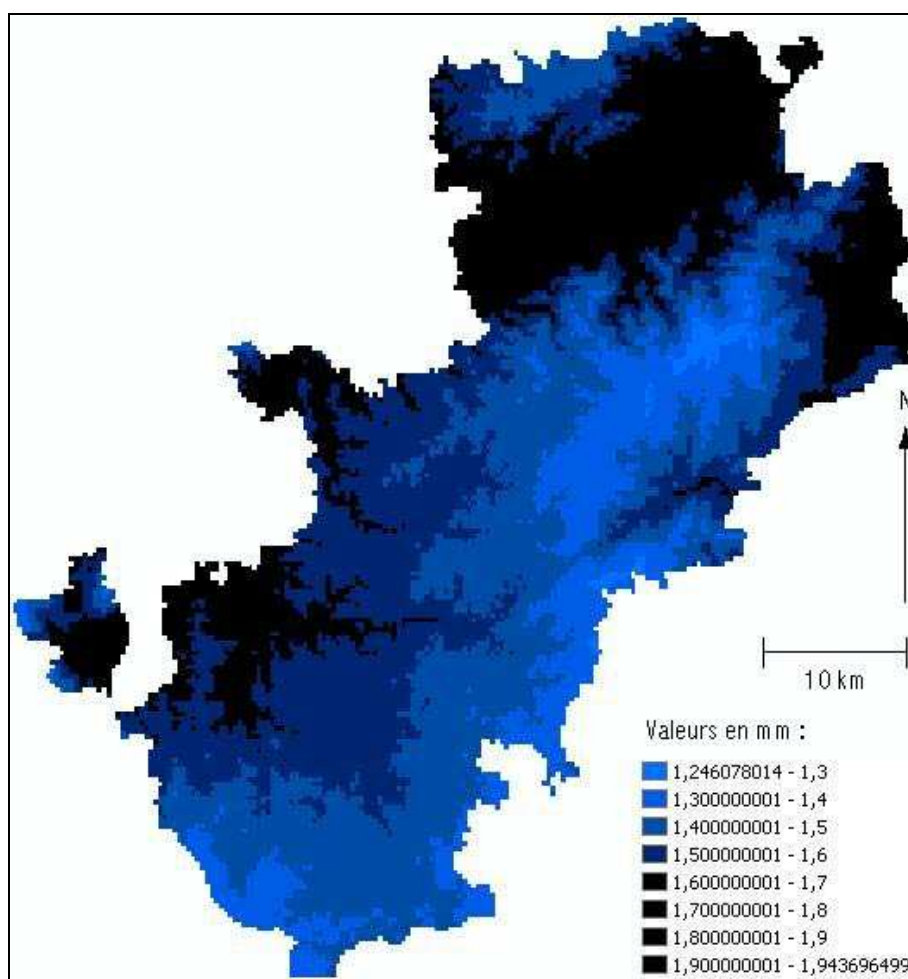 N
10 km
Valeurs en mm :
1,246078014 - 1,3
1,300000001 - 1,4
1,400000001 - 1,5
1,500000001 - 1,6
1,600000001 - 1,7
1,700000001 - 1,8
1,800000001 - 1,9
1,900000001 - 1,943696499